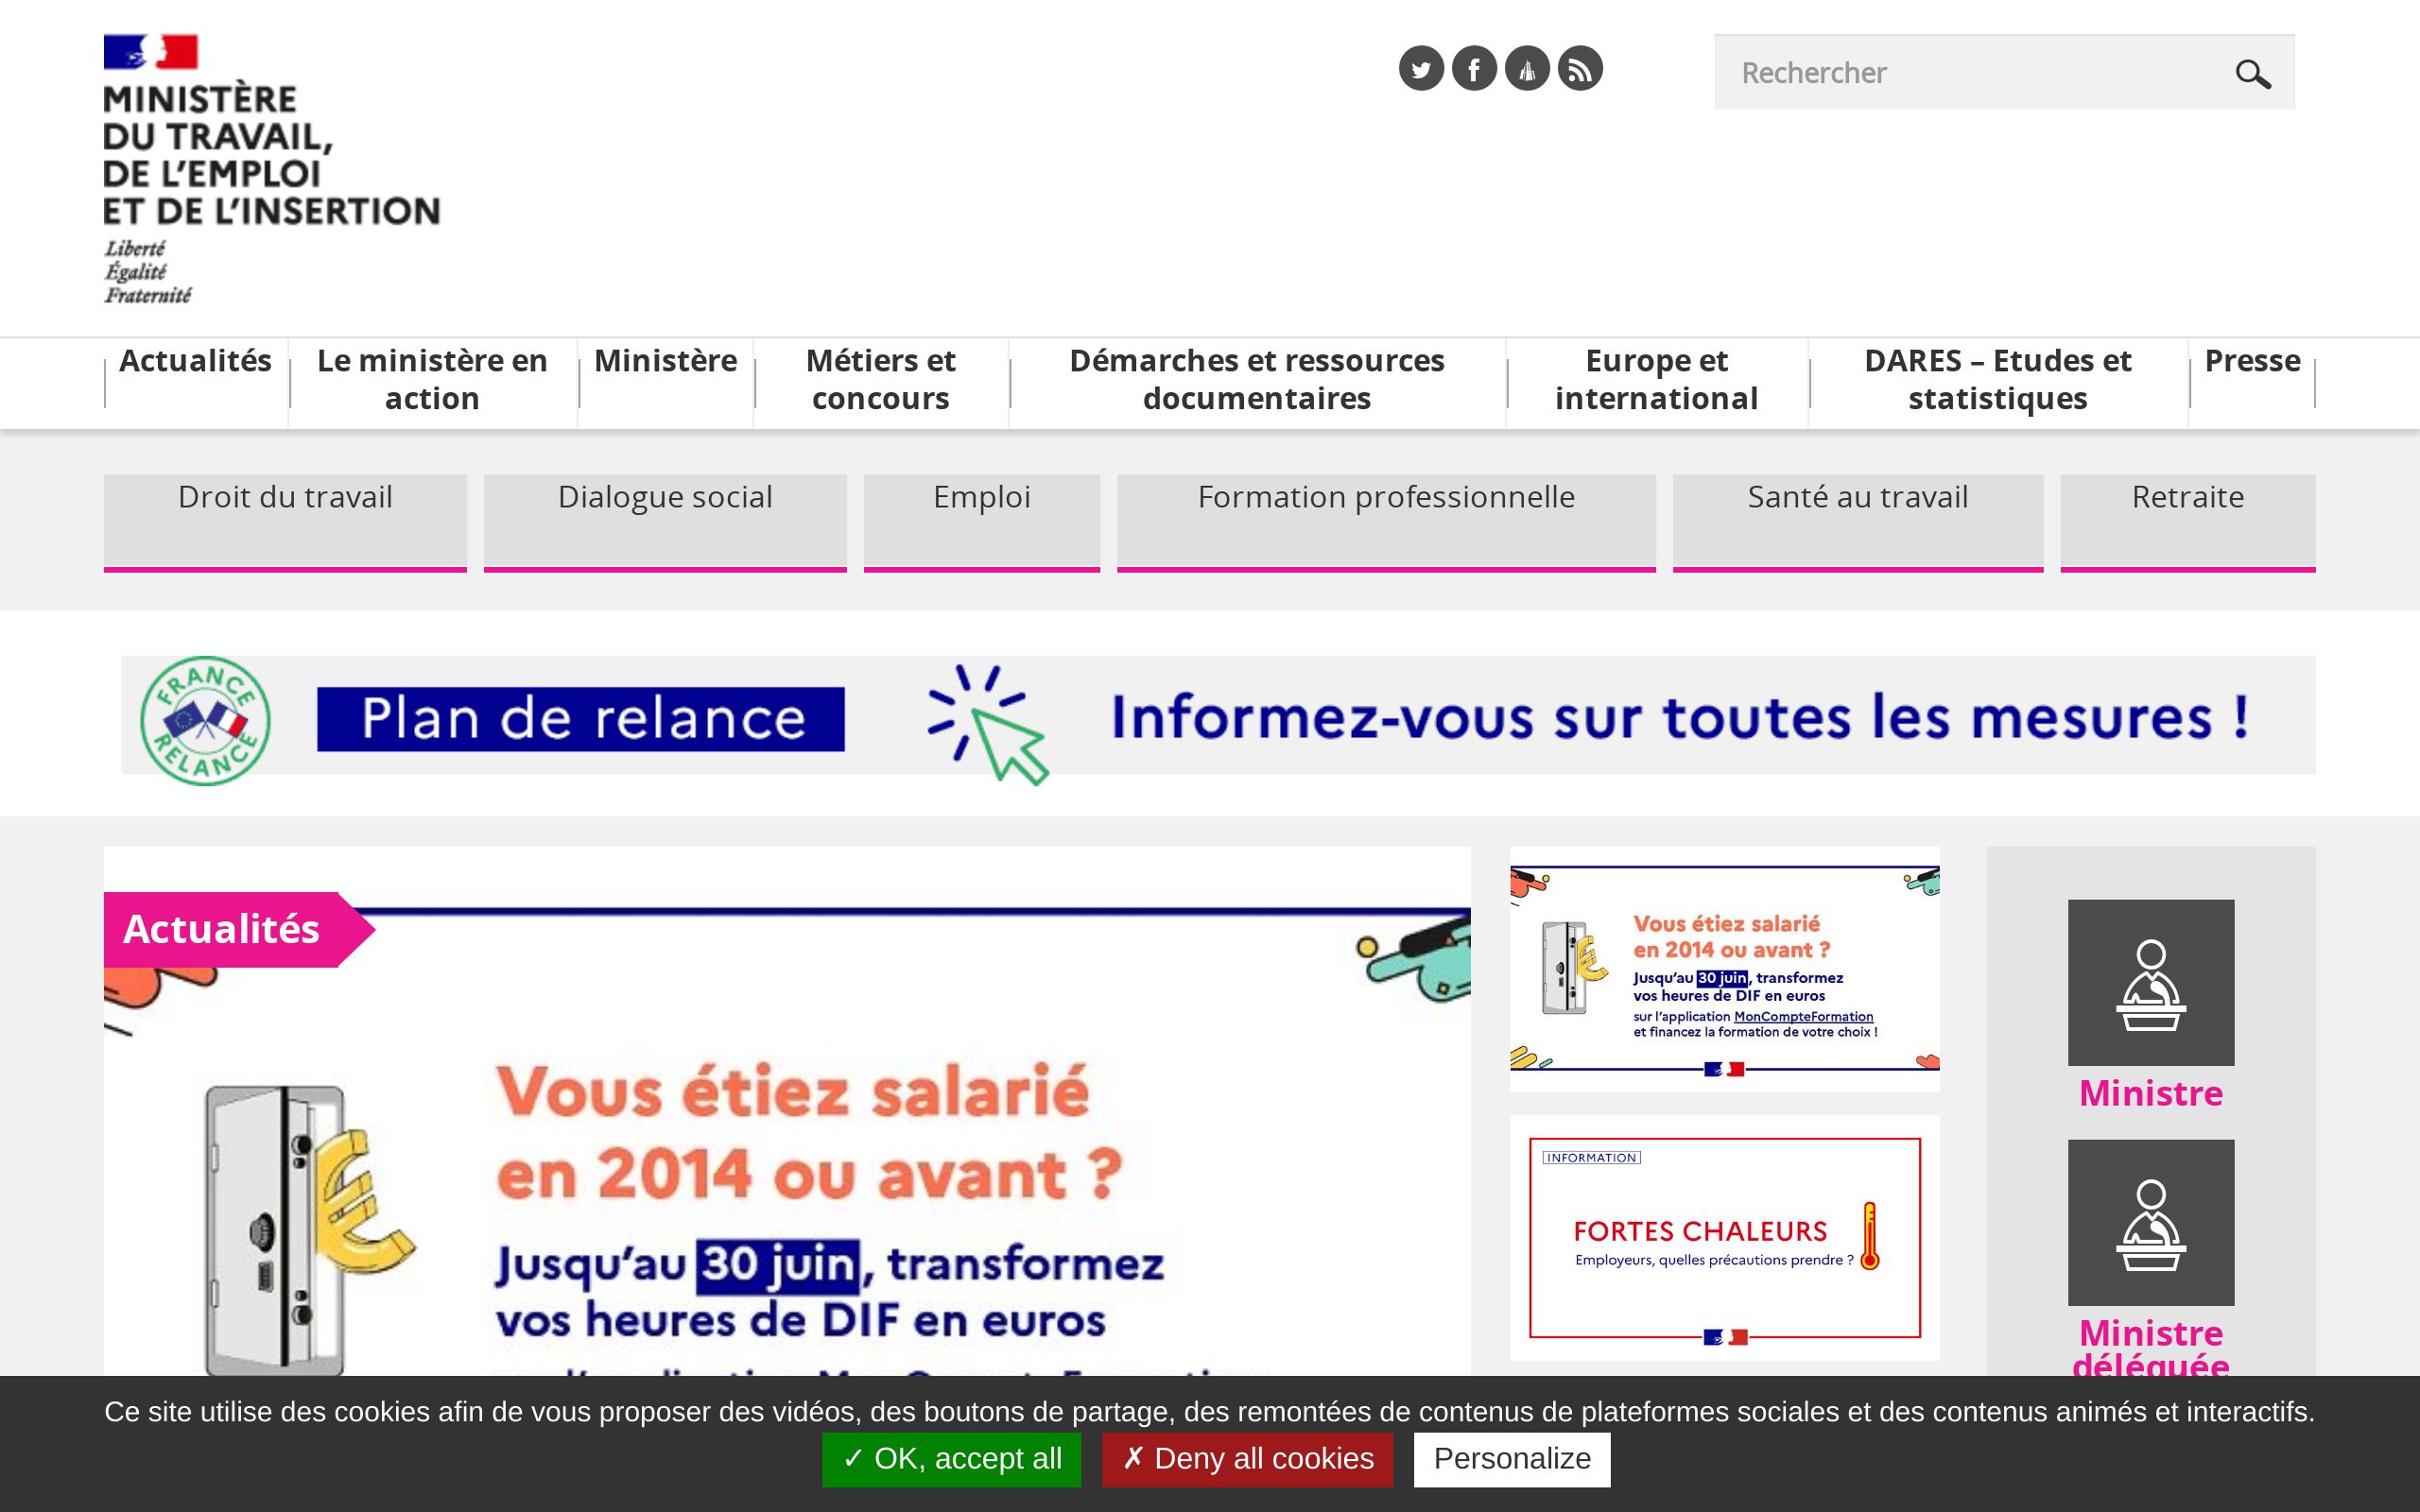 MINISTÈRE
DU TRAVAIL,
DE L'EMPLOI
ET DE L'INSERTION
Liberté
Égalité
Fraternité
Rechercher
Actualités
Le ministère en
action
Ministère
Métiers et
concours
Démarches et ressources
documentaires
Europe et
international
DARES – Etudes et
statistiques
Presse
Droit du travail
Dialogue social
Emploi
Formation professionnelle
Santé au travail
Retraite
FRANCE
RELANCE
Plan de relance
Informez-vous sur toutes les mesures !
Actualités
Vous étiez salarié
en 2014 ou avant ?
Jusqu'au 30 juin, transformez
vos heures de DIF en euros
Vous étiez salarié
en 2014 ou avant ?
Jusqu'au 30 juin, transformez
vos heures de DIF en euros
sur l'application MonCompteFormation
et financez la formation de votre choix !
INFORMATION
FORTES CHALEURS
Employeurs, quelles précautions prendre ?
Ministre
Ministre
déléguée
Ce site utilise des cookies afin de vous proposer des vidéos, des boutons de partage, des remontées de contenus de plateformes sociales et des contenus animés et interactifs.
✓ OK, accept all
✗ Deny all cookies
Personalize